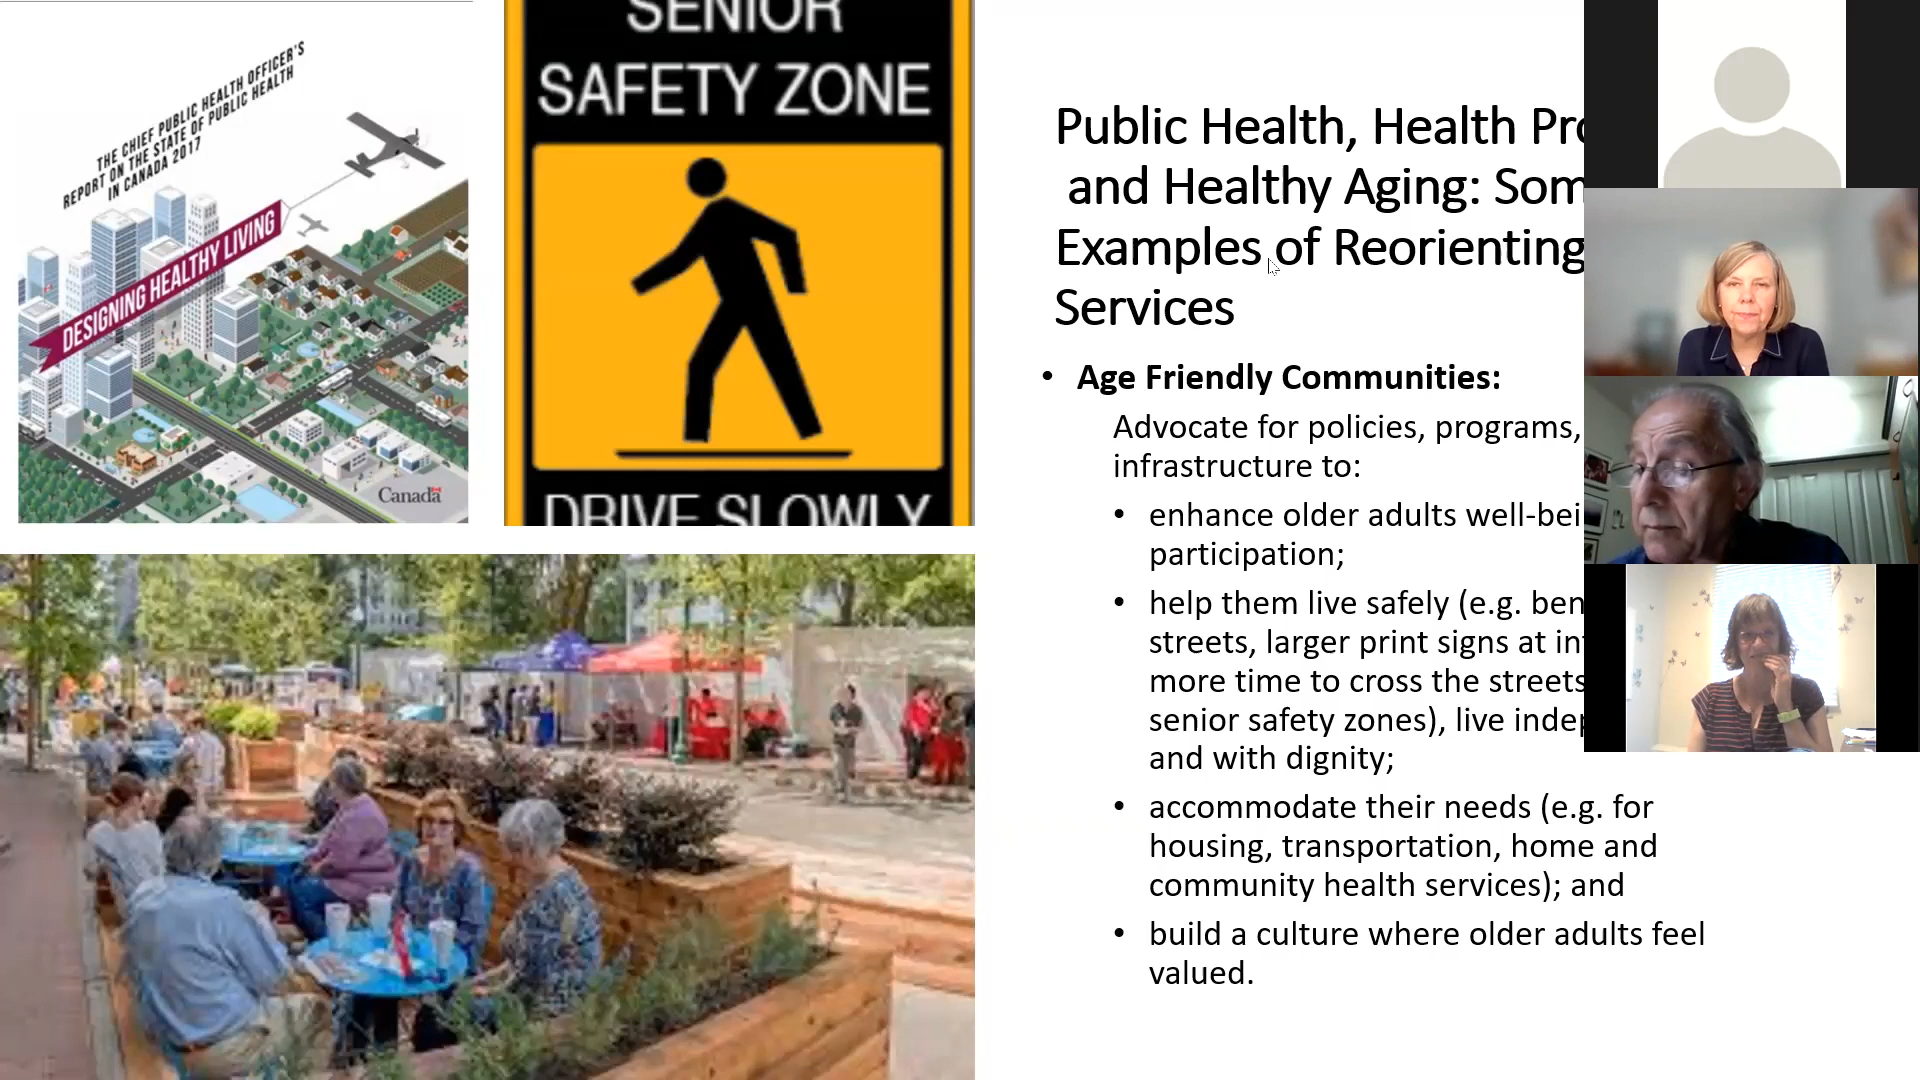 THE CHIEF PUBLIC HEALTH OFFICER'S
REPORT ON THE STATE OF PUBLIC HEALTH
IN CANADA 2017
DESIGNING HEALTHY LIVING
Canada
SENIOR
SAFETY ZONE
DRIVE SLOWLY
Public Health, Health Pro
and Healthy Aging: Som
Examples of Reorienting
Services
• Age Friendly Communities:
Advocate for policies, programs,
infrastructure to:
• enhance older adults well-bei
participation;
• help them live safely (e.g. ben
streets, larger print signs at in
more time to cross the streets
senior safety zones), live indep
and with dignity;
• accommodate their needs (e.g. for
housing, transportation, home and
community health services); and
• build a culture where older adults feel
valued.